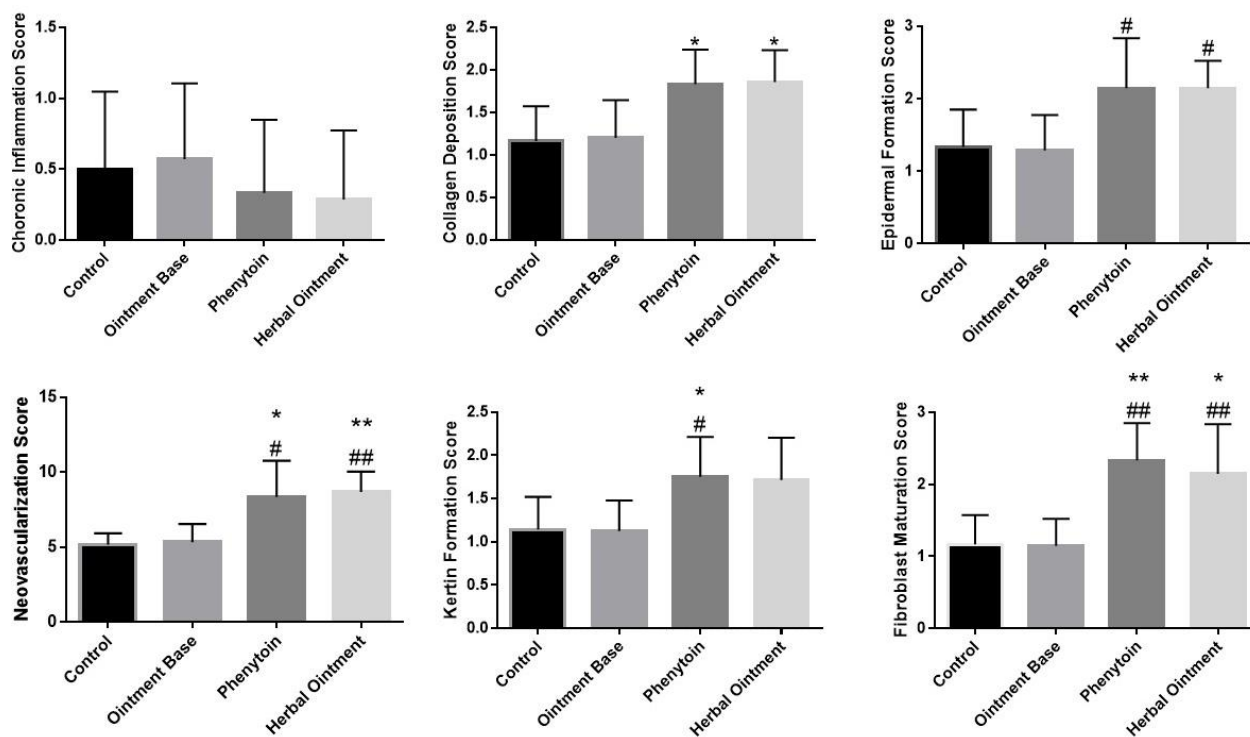 Choronic Inflammation Score
1.5
1.0
0.5
0.0
Control
Ointment Base
Phenytoin
Herbal Ointment
Collagen Deposition Score
2.5
2.0
1.5
1.0
0.5
0.0
* *
Control
Ointment Base
Phenytoin
Herbal Ointment
Epidermal Formation Score
3
2
1
0
# #
Control
Ointment Base
Phenytoin
Herbal Ointment
Neovascularization Score
15
10
5
0
* **
# ##
Control
Ointment Base
Phenytoin
Herbal Ointment
Kertin Formation Score
2.5
2.0
1.5
1.0
0.5
0.0
*
#
Control
Ointment Base
Phenytoin
Herbal Ointment
Fibroblast Maturation Score
3
2
1
0
** *
## ##
Control
Ointment Base
Phenytoin
Herbal Ointment